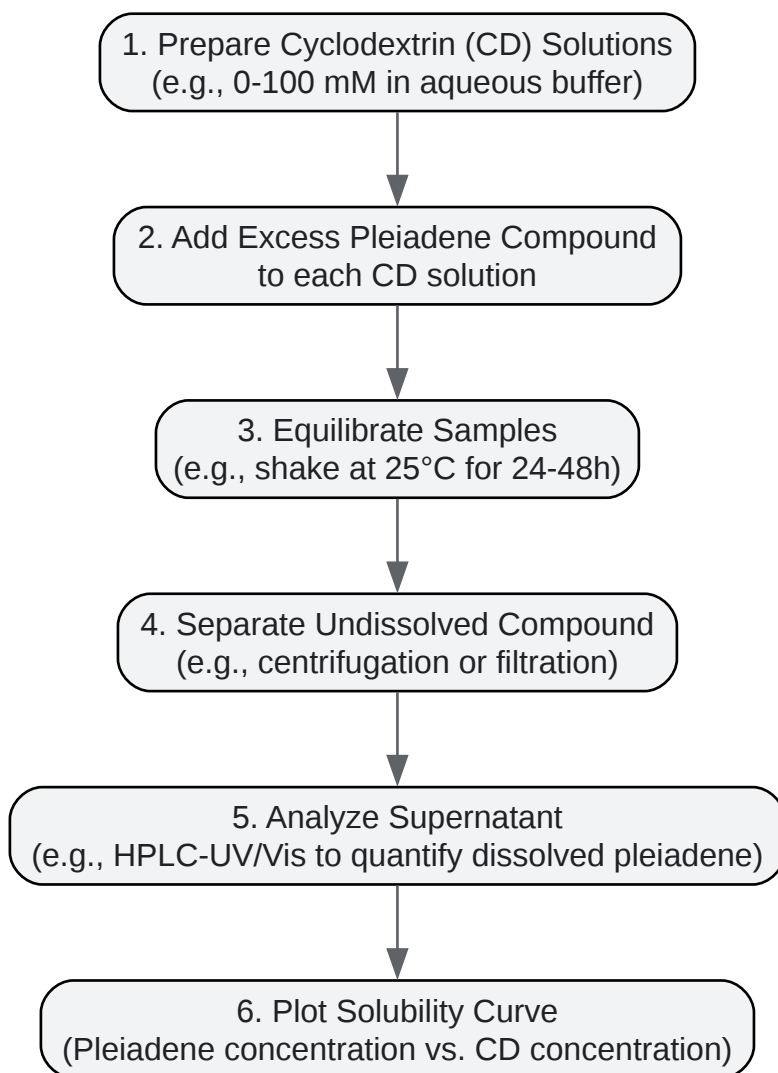 1. Prepare Cyclodextrin (CD) Solutions
(e.g., 0-100 mM in aqueous buffer)
2. Add Excess Pleiadene Compound
to each CD solution
3. Equilibrate Samples
(e.g., shake at 25°C for 24-48h)
4. Separate Undissolved Compound
(e.g., centrifugation or filtration)
5. Analyze Supernatant
(e.g., HPLC-UV/Vis to quantify dissolved pleiadene)
6. Plot Solubility Curve
(Pleiadene concentration vs. CD concentration)